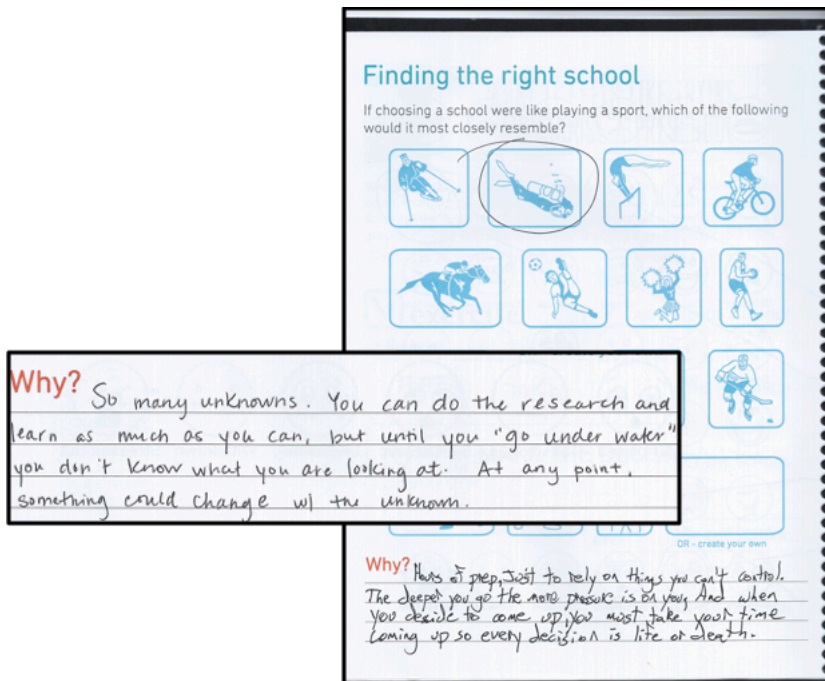 Finding the right school
If choosing a school were like playing a sport, which of the following
would it most closely resemble?
Why? So many unknowns. You can do the research and
learn as much as you can, but until you "go under water"
you don't know what you are looking at. At any point,
something could change w/ the unknown.
OR - create your own
Why? Hours of prep, Just to rely on things you can't control.
The deeper you go the more pressure is on you, And when
you decide to come up, you must take your time
coming up so every decision is life or death.